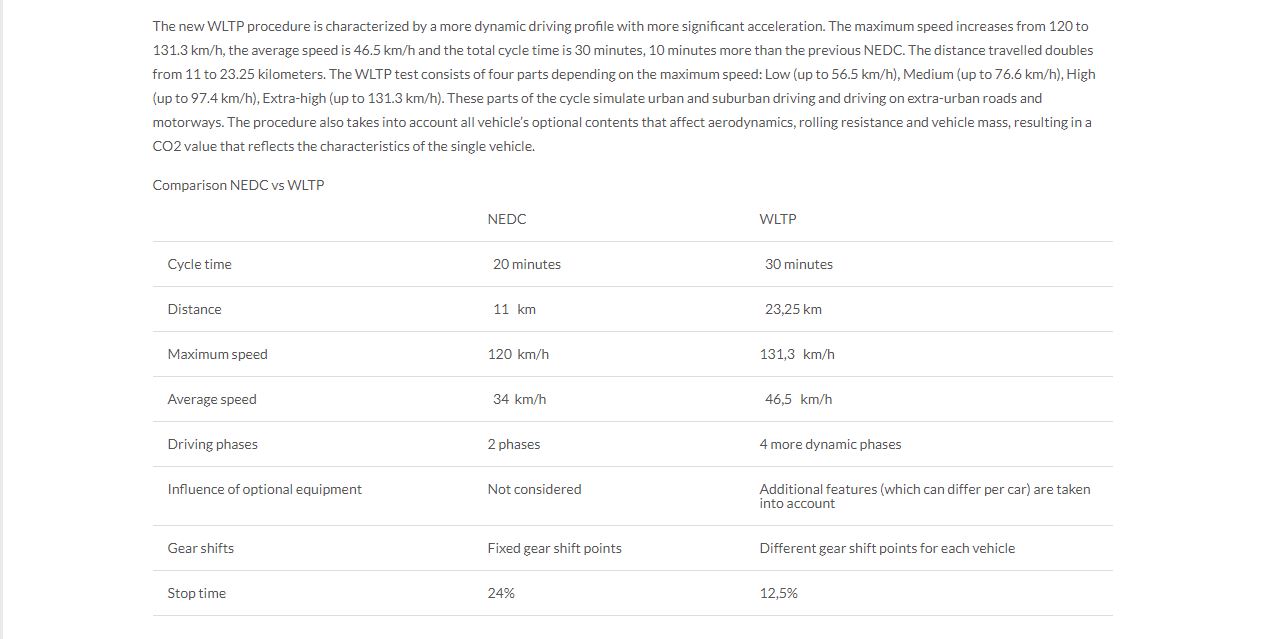 The new WLTP procedure is characterized by a more dynamic driving profile with more significant acceleration. The maximum speed increases from 120 to
131.3 km/h, the average speed is 46.5 km/h and the total cycle time is 30 minutes, 10 minutes more than the previous NEDC. The distance travelled doubles
from 11 to 23.25 kilometers. The WLTP test consists of four parts depending on the maximum speed: Low (up to 56.5 km/h), Medium (up to 76.6 km/h), High
(up to 97.4 km/h), Extra-high (up to 131.3 km/h). These parts of the cycle simulate urban and suburban driving and driving on extra-urban roads and
motorways. The procedure also takes into account all vehicle's optional contents that affect aerodynamics, rolling resistance and vehicle mass, resulting in a
CO2 value that reflects the characteristics of the single vehicle.
Comparison NEDC vs WLTP
NEDC WLTP
Cycle time 20 minutes 30 minutes
Distance 11 km 23,25 km
Maximum speed 120 km/h 131,3 km/h
Average speed 34 km/h 46,5 km/h
Driving phases 2 phases 4 more dynamic phases
Influence of optional equipment Not considered Additional features (which can differ per car) are taken
into account
Gear shifts Fixed gear shift points Different gear shift points for each vehicle
Stop time 24% 12,5%